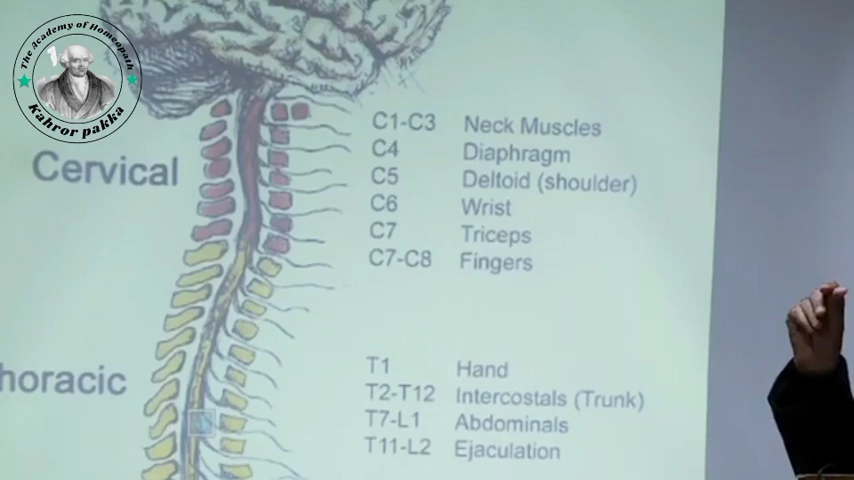 The Academy of Homeopath
Kahror pakka
Cervical
C1-C3 Neck Muscles
C4 Diaphragm
C5 Deltoid (shoulder)
C6 Wrist
C7 Triceps
C7-C8 Fingers
horacic
T1 Hand
T2-T12 Intercostals (Trunk)
T7-L1 Abdominals
T11-L2 Ejaculation